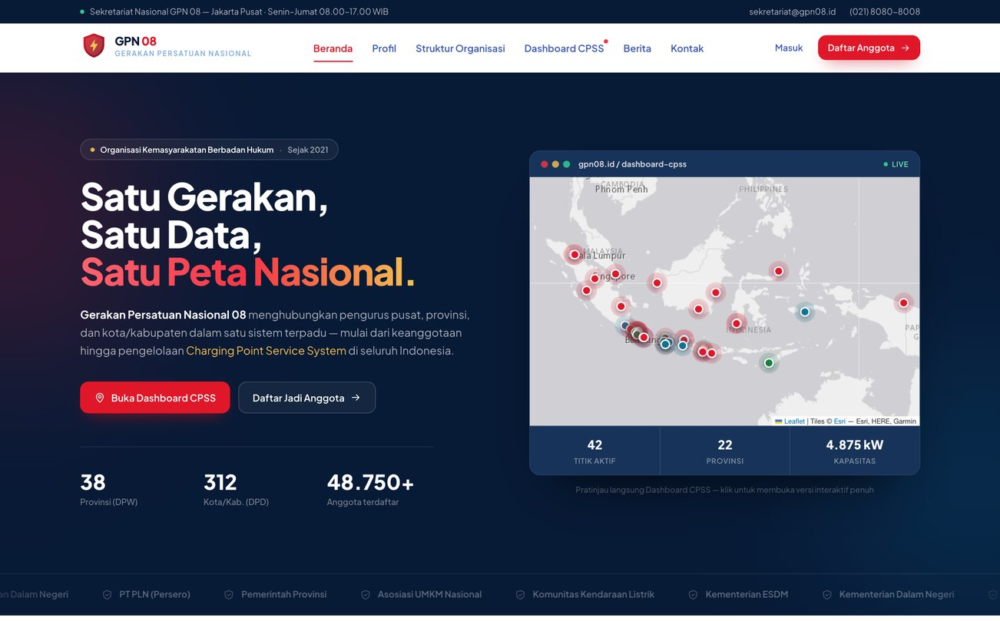 Sekretariat Nasional GPN 08 — Jakarta Pusat · Senin–Jumat 08.00–17.00 WIB
sekretariat@gpn08.id
(021) 8080–8008
GPN 08
GERAKAN PERSATUAN NASIONAL
Beranda
Profil
Struktur Organisasi
Dashboard CPSS
Berita
Kontak
Masuk
Daftar Anggota →
Organisasi Kemasyarakatan Berbadan Hukum · Sejak 2021
Satu Gerakan,
Satu Data,
Satu Peta Nasional.
Gerakan Persatuan Nasional 08 menghubungkan pengurus pusat, provinsi,
dan kota/kabupaten dalam satu sistem terpadu — mulai dari keanggotaan
hingga pengelolaan Charging Point Service System di seluruh Indonesia.
Buka Dashboard CPSS
Daftar Jadi Anggota →
38
Provinsi (DPW)
312
Kota/Kab. (DPD)
48.750+
Anggota terdaftar
gpn08.id / dashboard-cpss
LIVE
CAMBODIA
Phnom Penh
PHILIPPINES
MALAYSIA
ala Lumpur
Singapore
INDONESIA
PAP
G
Leaflet | Tiles © Esri — Esri, HERE, Garmin
42
TITIK AKTIF
22
PROVINSI
4.875 kW
KAPASITAS
Pratinjau langsung Dashboard CPSS — klik untuk membuka versi interaktif penuh
an Dalam Negeri
PT PLN (Persero)
Pemerintah Provinsi
Asosiasi UMKM Nasional
Komunitas Kendaraan Listrik
Kementerian ESDM
Kementerian Dalam Negeri